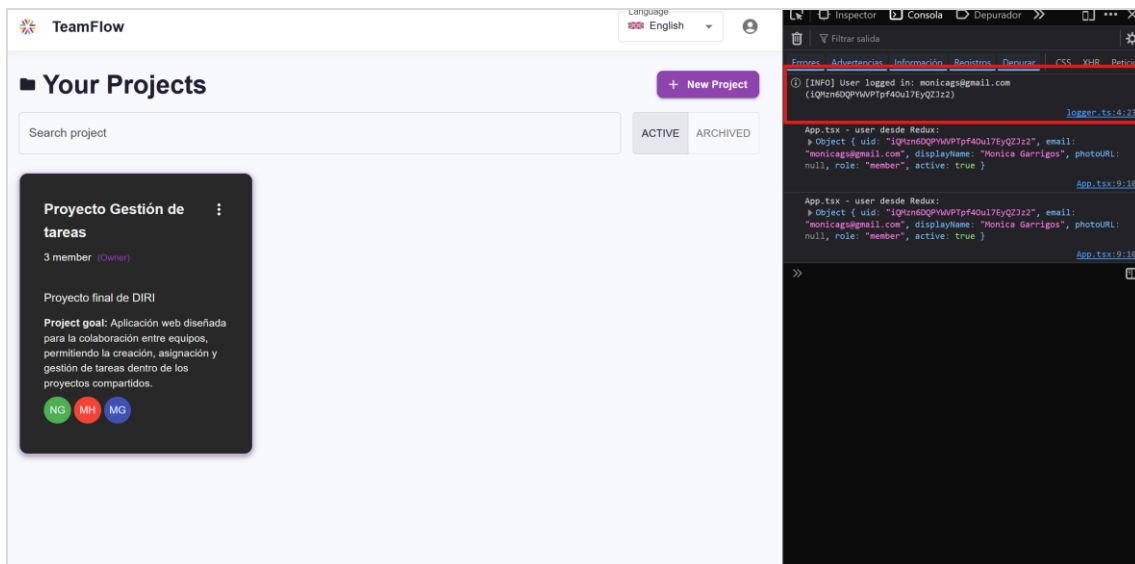 TeamFlow
Language
English
Your Projects
+ New Project
Search project
ACTIVE
ARCHIVED
Proyecto Gestión de
tareas
3 member (Owner)
Proyecto final de DIRI
Project goal: Aplicación web diseñada
para la colaboración entre equipos,
permitiendo la creación, asignación y
gestión de tareas dentro de los
proyectos compartidos.
NG
MH
MG
Inspector
Consola
Depurador
Filtrar salida
Errores
Advertencias
Información
Registros
Depurar
CSS
XHR
[INFO] User logged in: monicags@gmail.com
(iQMzn6DQPYWVPTpf4Oul7EyQZJz2)
logger.ts:4:23
App.tsx - user desde Redux:
Object { uid: "iQMzn6DQPYWVPTpf4Oul7EyQZJz2", email:
"monicags@gmail.com", displayName: "Monica Garrigos", photoURL:
null, role: "member", active: true }
App.tsx:9:10
App.tsx - user desde Redux:
Object { uid: "iQMzn6DQPYWVPTpf4Oul7EyQZJz2", email:
"monicags@gmail.com", displayName: "Monica Garrigos", photoURL:
null, role: "member", active: true }
App.tsx:9:10